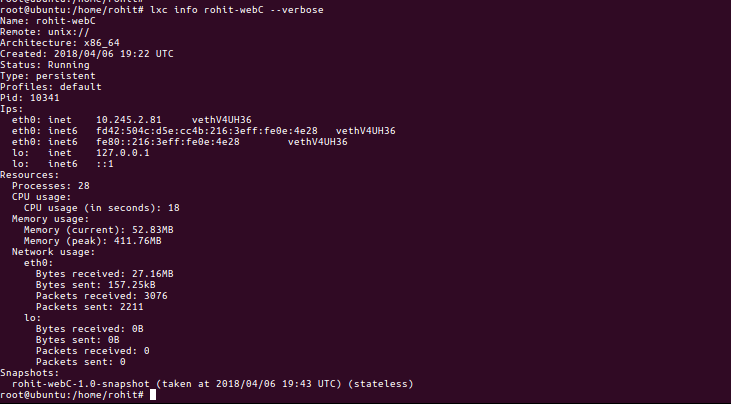 root@ubuntu:/home/rohit#
root@ubuntu:/home/rohit# lxc info rohit-webC --verbose
Name: rohit-webC
Remote: unix://
Architecture: x86_64
Created: 2018/04/06 19:22 UTC
Status: Running
Type: persistent
Profiles: default
Pid: 10341
Ips:
  eth0: inet    10.245.2.81     vethV4UH36
  eth0: inet6   fd42:504c:d5e:cc4b:216:3eff:fe0e:4e28   vethV4UH36
  eth0: inet6   fe80::216:3eff:fe0e:4e28        vethV4UH36
  lo:   inet    127.0.0.1
  lo:   inet6   ::1
Resources:
  Processes: 28
  CPU usage:
    CPU usage (in seconds): 18
  Memory usage:
    Memory (current): 52.83MB
    Memory (peak): 411.76MB
  Network usage:
    eth0:
      Bytes received: 27.16MB
      Bytes sent: 157.25kB
      Packets received: 3076
      Packets sent: 2211
    lo:
      Bytes received: 0B
      Bytes sent: 0B
      Packets received: 0
      Packets sent: 0
Snapshots:
  rohit-webC-1.0-snapshot (taken at 2018/04/06 19:43 UTC) (stateless)
root@ubuntu:/home/rohit#